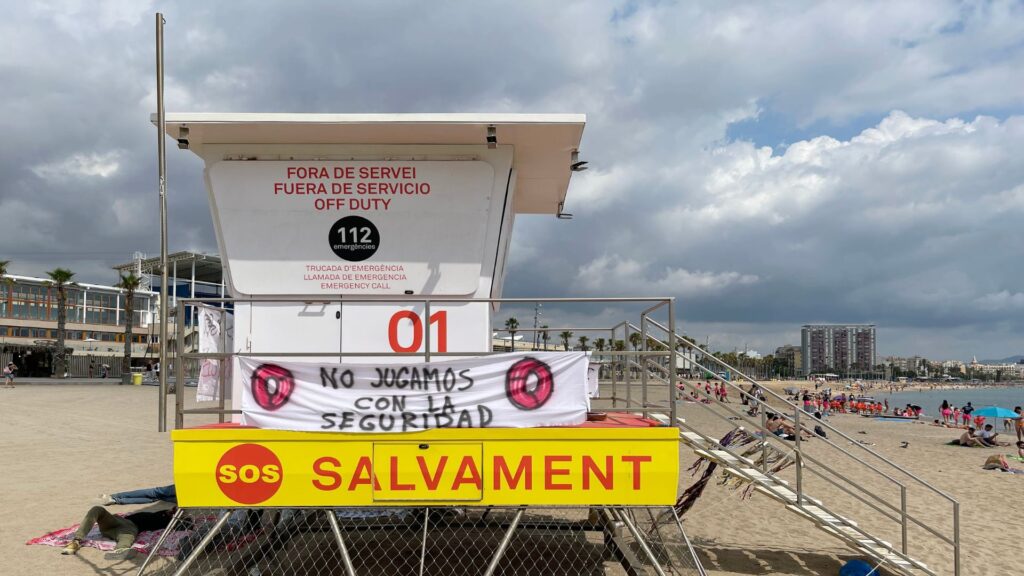 FORA DE SERVEI
FUERA DE SERVICIO
OFF DUTY
112
emergències
TRUCADA D'EMERGÈNCIA
LLAMADA DE EMERGENCIA
EMERGENCY CALL
01
NO JUGAMOS
CON LA
SEGURIDAD
SOS
SALVAMENT